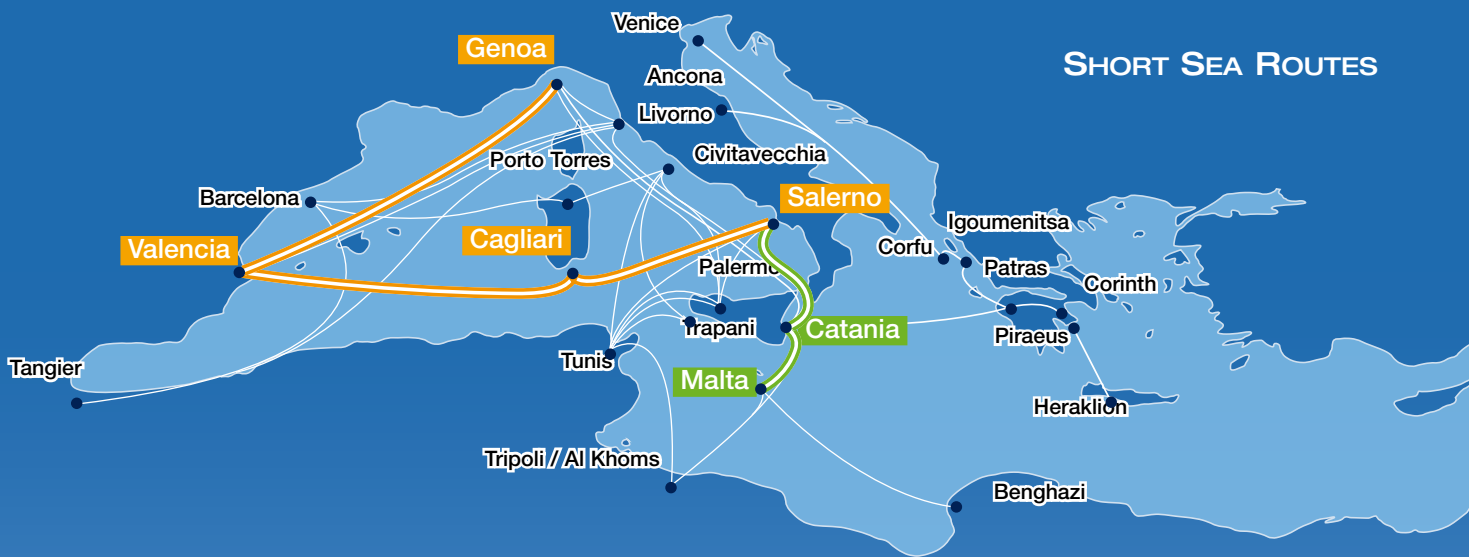 Venice
SHORT SEA ROUTES
Genoa
Ancona
Livorno
Porto Torres
Civitavecchia
Barcelona
Salerno
Igoumenitsa
Valencia
Cagliari
Corfu
Palermo
Patras
Corinth
Trapani
Catania
Piraeus
Tangier
Tunis
Malta
Heraklion
Tripoli / Al Khoms
Benghazi